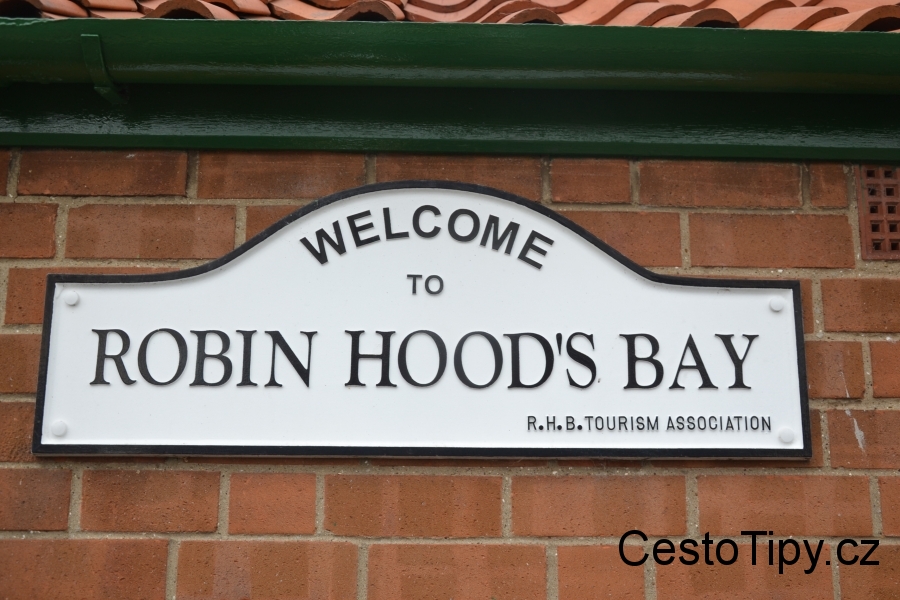 WELCOME
TO
ROBIN HOOD'S BAY
R.H.B.TOURISM ASSOCIATION
CestoTipy.cz